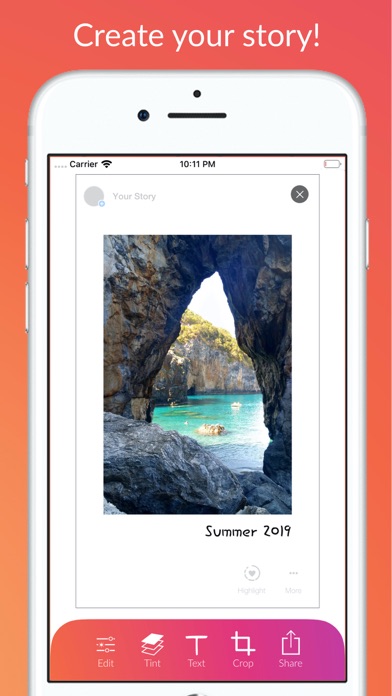 Create your story!
Carrier 10:11 PM
Your Story
Summer 2019
Highlight More
Edit Tint Text Crop Share